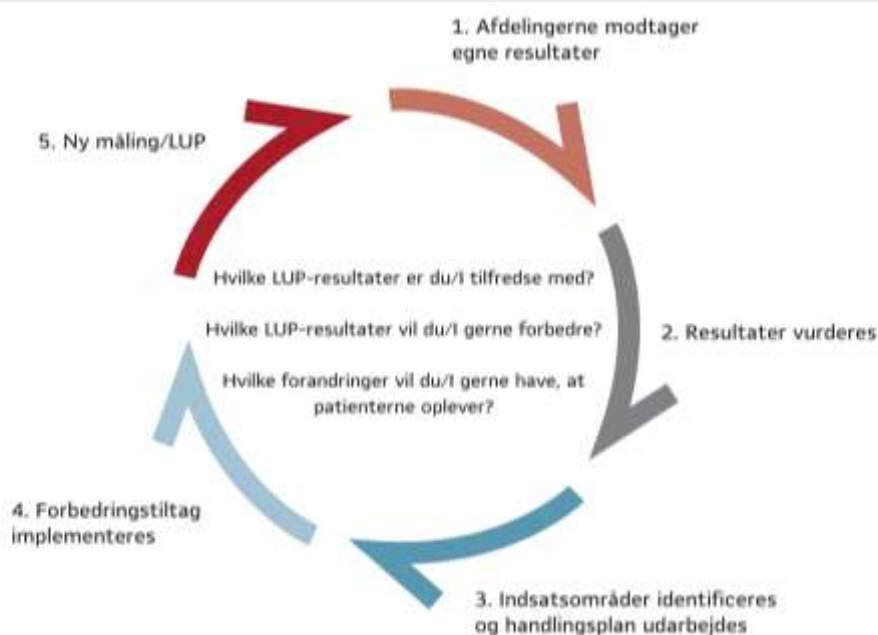 1. Afdelingerne modtager
egne resultater
5. Ny måling/LUP
Hvilke LUP-resultater er du/I tilfredse med?
Hvilke LUP-resultater vil du/I gerne forbedre?
2. Resultater vurderes
Hvilke forandringer vil du/I gerne have, at
patienterne oplever?
4. Forbedringstiltag
implementeres
3. Indsatsområder identificeres
og handlingsplan udarbejdes